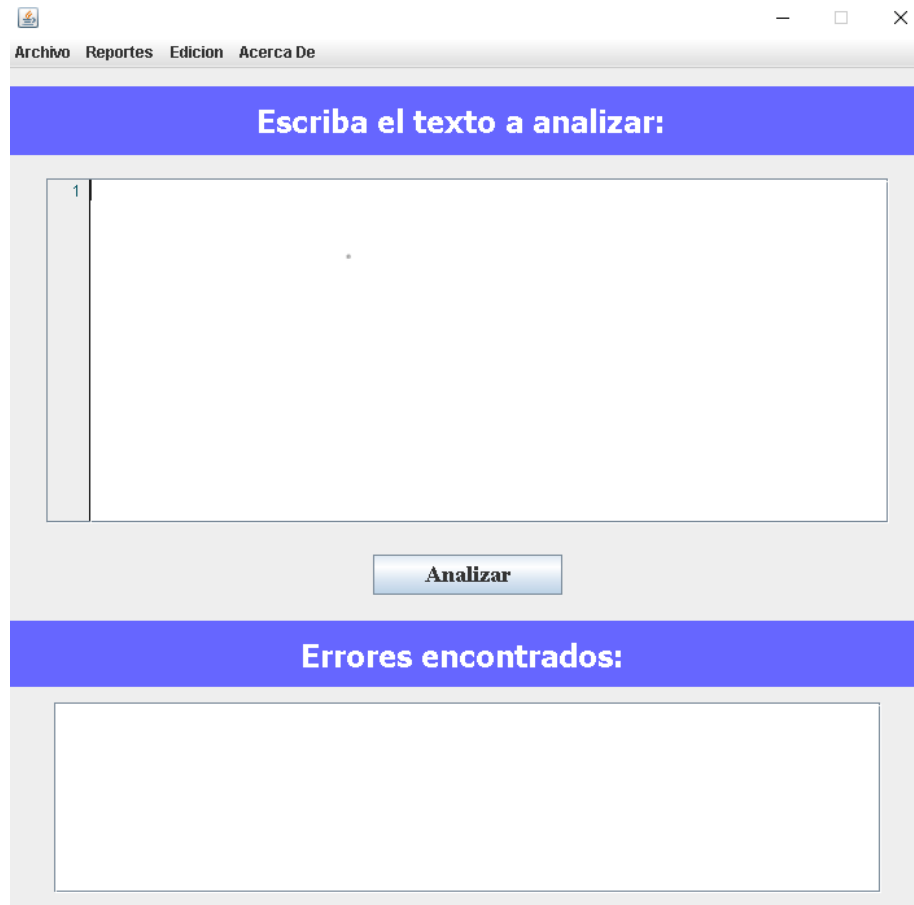 Archivo Reportes Edicion Acerca De
Escriba el texto a analizar:
1
Analizar
Errores encontrados: